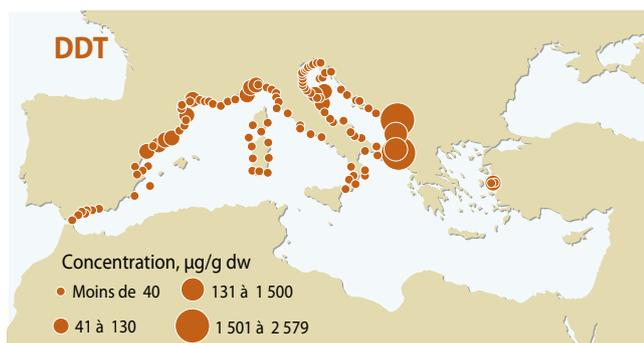 DDT
Concentration, µg/g dw
Moins de 40
131 à 1 500
41 à 130
1 501 à 2 579